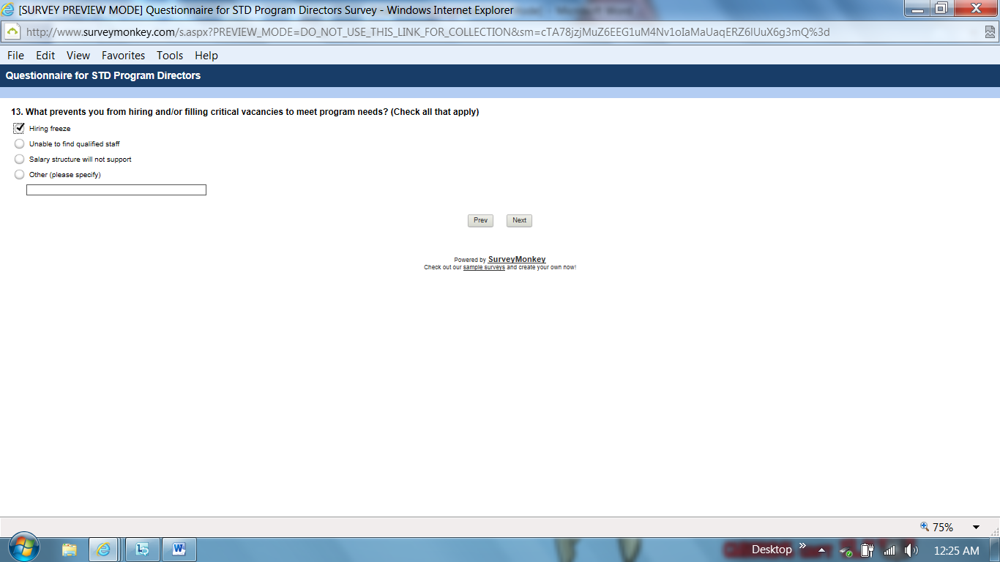 [SURVEY PREVIEW MODE] Questionnaire for STD Program Directors Survey - Windows Internet Explorer
http://www.surveymonkey.com/s.aspx?PREVIEW_MODE=DO_NOT_USE_THIS_LINK_FOR_COLLECTION&sm=cTA78jzjMuZ6EEG1uM4Nv1oIaMaUaqERZ6lUuX6g3mQ%3d
File Edit View Favorites Tools Help
Questionnaire for STD Program Directors
13. What prevents you from hiring and/or filling critical vacancies to meet program needs? (Check all that apply)
Hiring freeze
Unable to find qualified staff
Salary structure will not support
Other (please specify)
Prev Next
Powered by SurveyMonkey
Check out our sample surveys and create your own now!
75%
Desktop » 12:25 AM